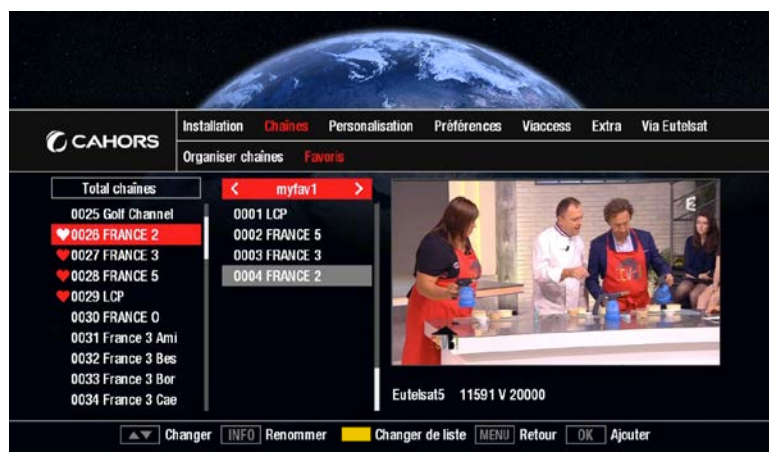 CAHORS
Installation Chaînes Personalisation Préférences Viaccess Extra Via Eutelsat
Organiser chaînes Favoris
Total chaînes
0025 Golf Channel
0026 FRANCE 2
0027 FRANCE 3
0028 FRANCE 5
0029 LCP
0030 FRANCE O
0031 France 3 Ami
0032 France 3 Bes
0033 France 3 Bor
0034 France 3 Cae
myfav1
0001 LCP
0002 FRANCE 5
0003 FRANCE 3
0004 FRANCE 2
Eutelsat5 11591 V 20000
Changer INFO Renommer Changer de liste MENU Retour OK Ajouter